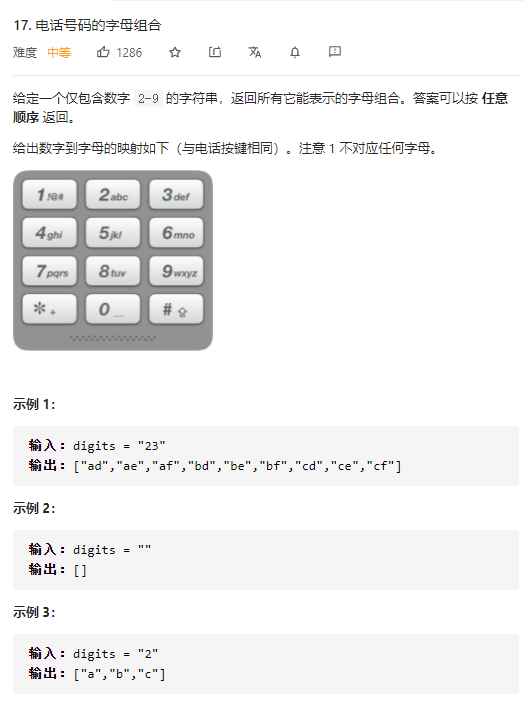 17. 电话号码的字母组合
难度 中等 1286
给定一个仅包含数字 2-9 的字符串，返回所有它能表示的字母组合。答案可以按 任意
顺序 返回。
给出数字到字母的映射如下（与电话按键相同）。注意 1 不对应任何字母。
1 !@# 2 abc 3 def
4 ghi 5 jkl 6 mno
7 pqrs 8 tuv 9 wxyz
* + 0 _ #
示例 1：
输入：digits = "23"
输出：["ad","ae","af","bd","be","bf","cd","ce","cf"]
示例 2：
输入：digits = ""
输出：[]
示例 3：
输入：digits = "2"
输出：["a","b","c"]